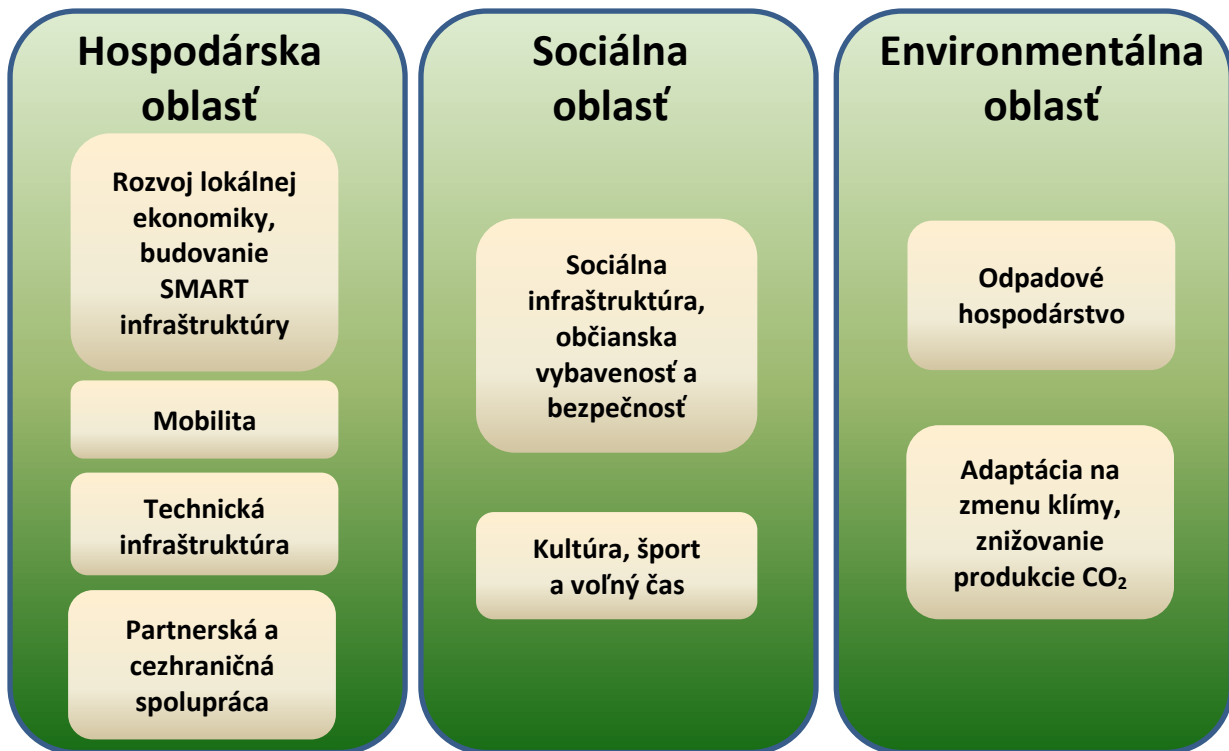 Hospodárska
oblasť
Rozvoj lokálnej
ekonomiky,
budovanie
SMART
infraštruktúry
Mobilita
Technická
infraštruktúra
Partnerská a
cezhraničná
spolupráca
Sociálna
oblasť
Sociálna
infraštruktúra,
občianska
vybavenosť a
bezpečnosť
Kultúra, šport
a voľný čas
Environmentálna
oblasť
Odpadové
hospodárstvo
Adaptácia na
zmenu klímy,
znižovanie
produkcie CO₂